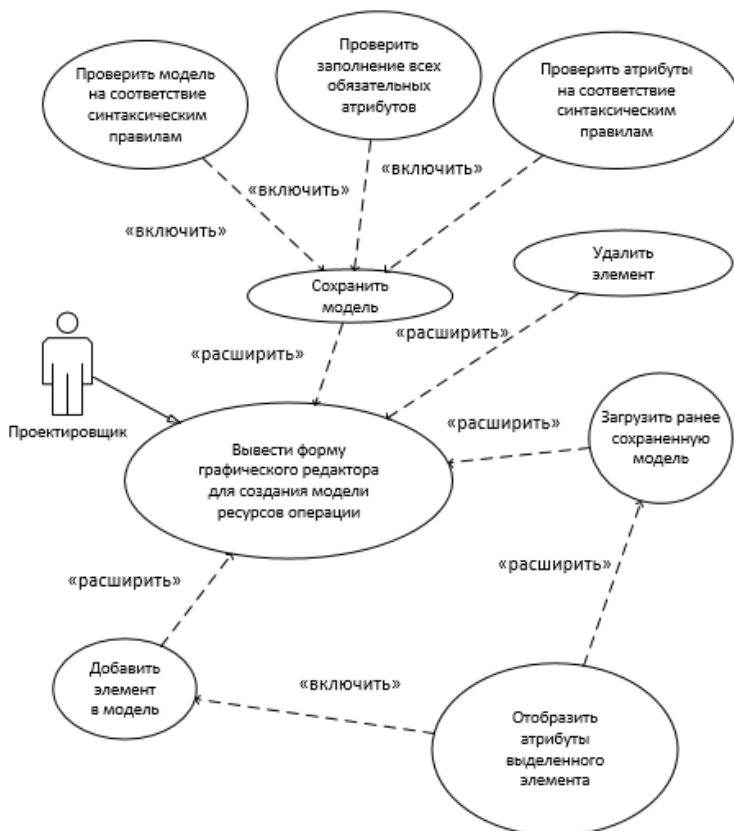 Проверить модель
на соответствие
синтаксическим
правилам
Проверить
заполнение всех
обязательных
атрибутов
Проверить атрибуты
на соответствие
синтаксическим
правилам
«включить»
«включить»
«включить»
Удалить
элемент
Сохранить
модель
«расширить»
«расширить»
Проектировщик
Вывести форму
графического редактора
для создания модели
ресурсов операции
«расширить»
Загрузить ранее
сохраненную
модель
«расширить»
«расширить»
Добавить
элемент
в модель
«включить»
Отобразить
атрибуты
выделенного
элемента